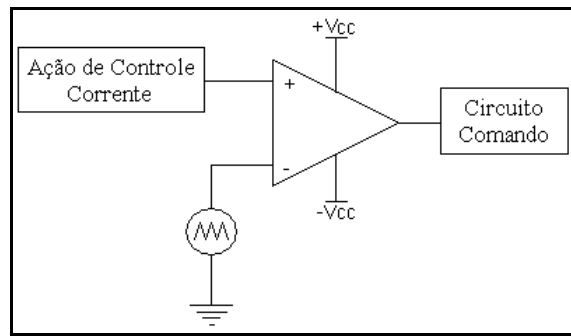 +Vcc
Ação de Controle
Corrente
+
-
Circuito
Comando
-Vcc